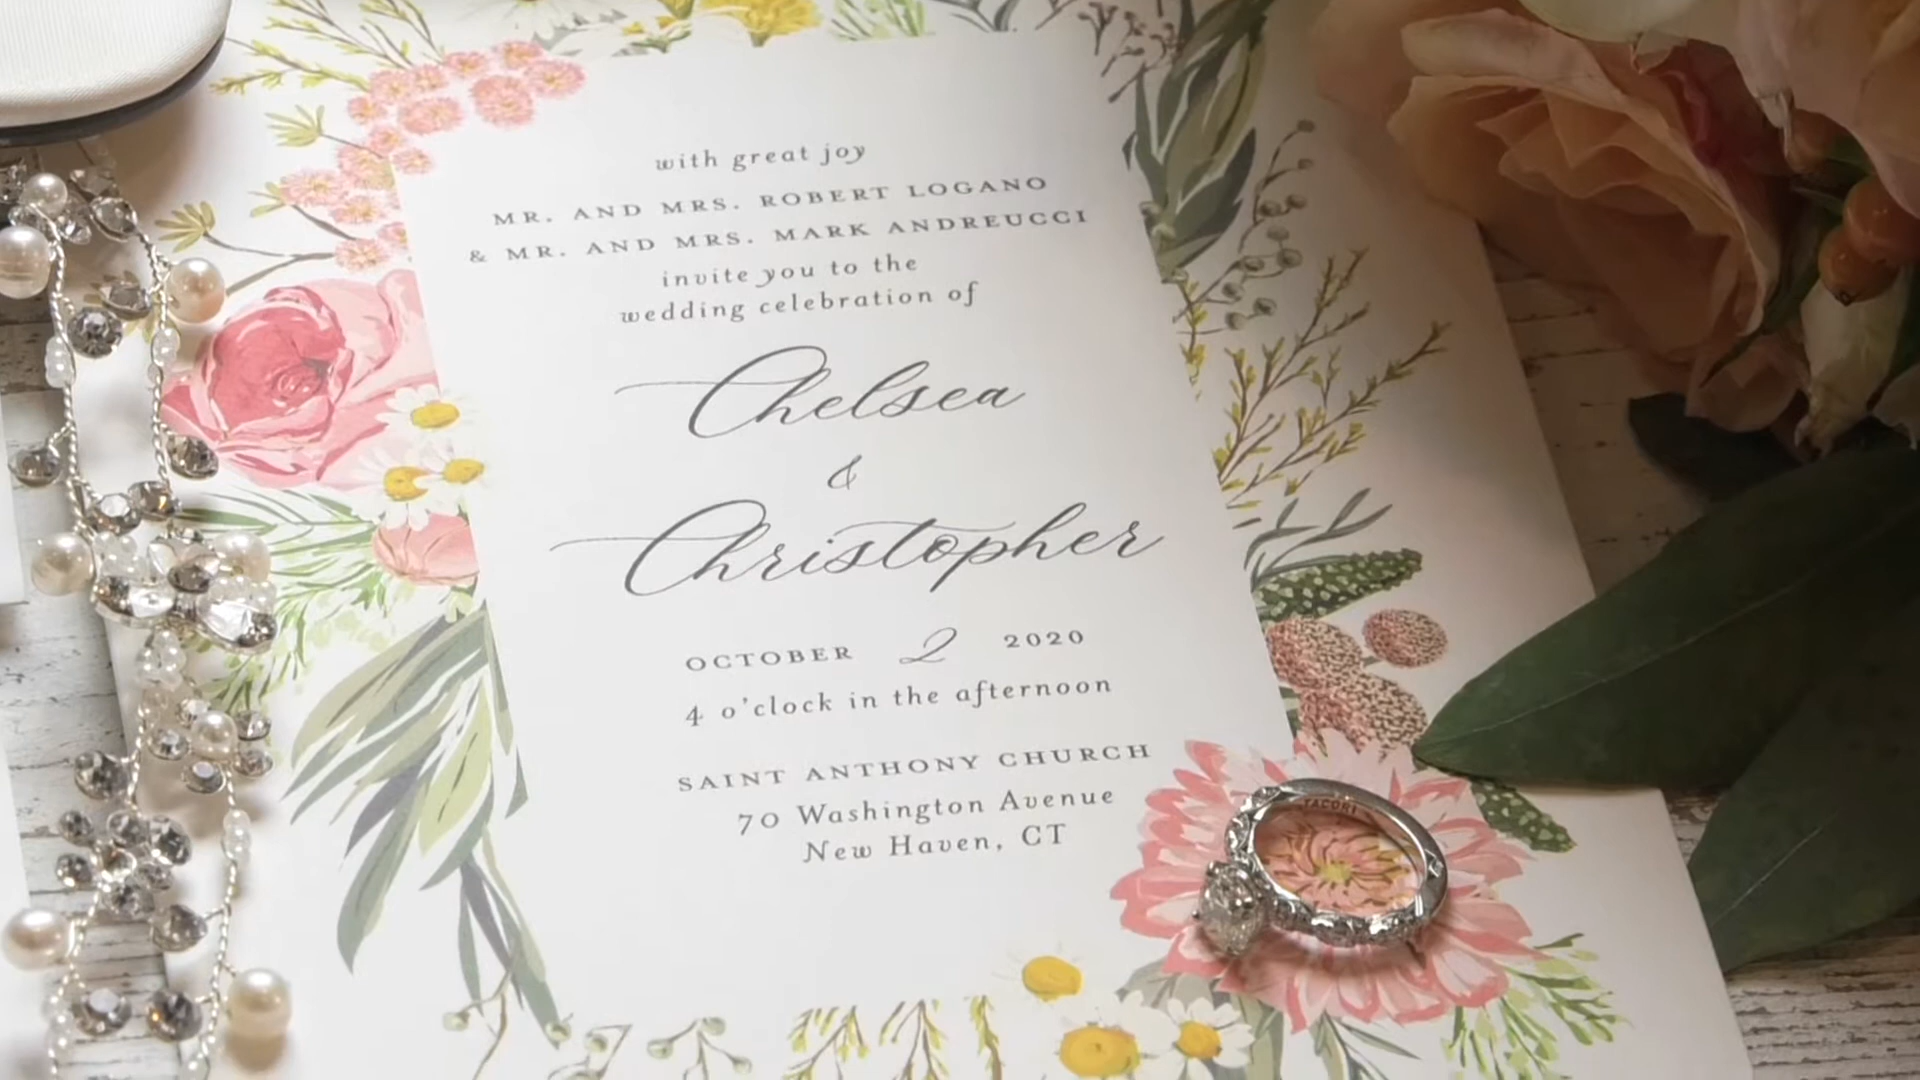 with great joy
MR. AND MRS. ROBERT LOGANO
& MR. AND MRS. MARK ANDREUCCI
invite you to the
wedding celebration of
Chelsea
&
Christopher
OCTOBER 2 2020
4 o'clock in the afternoon
SAINT ANTHONY CHURCH
70 Washington Avenue
New Haven, CT
TACORI